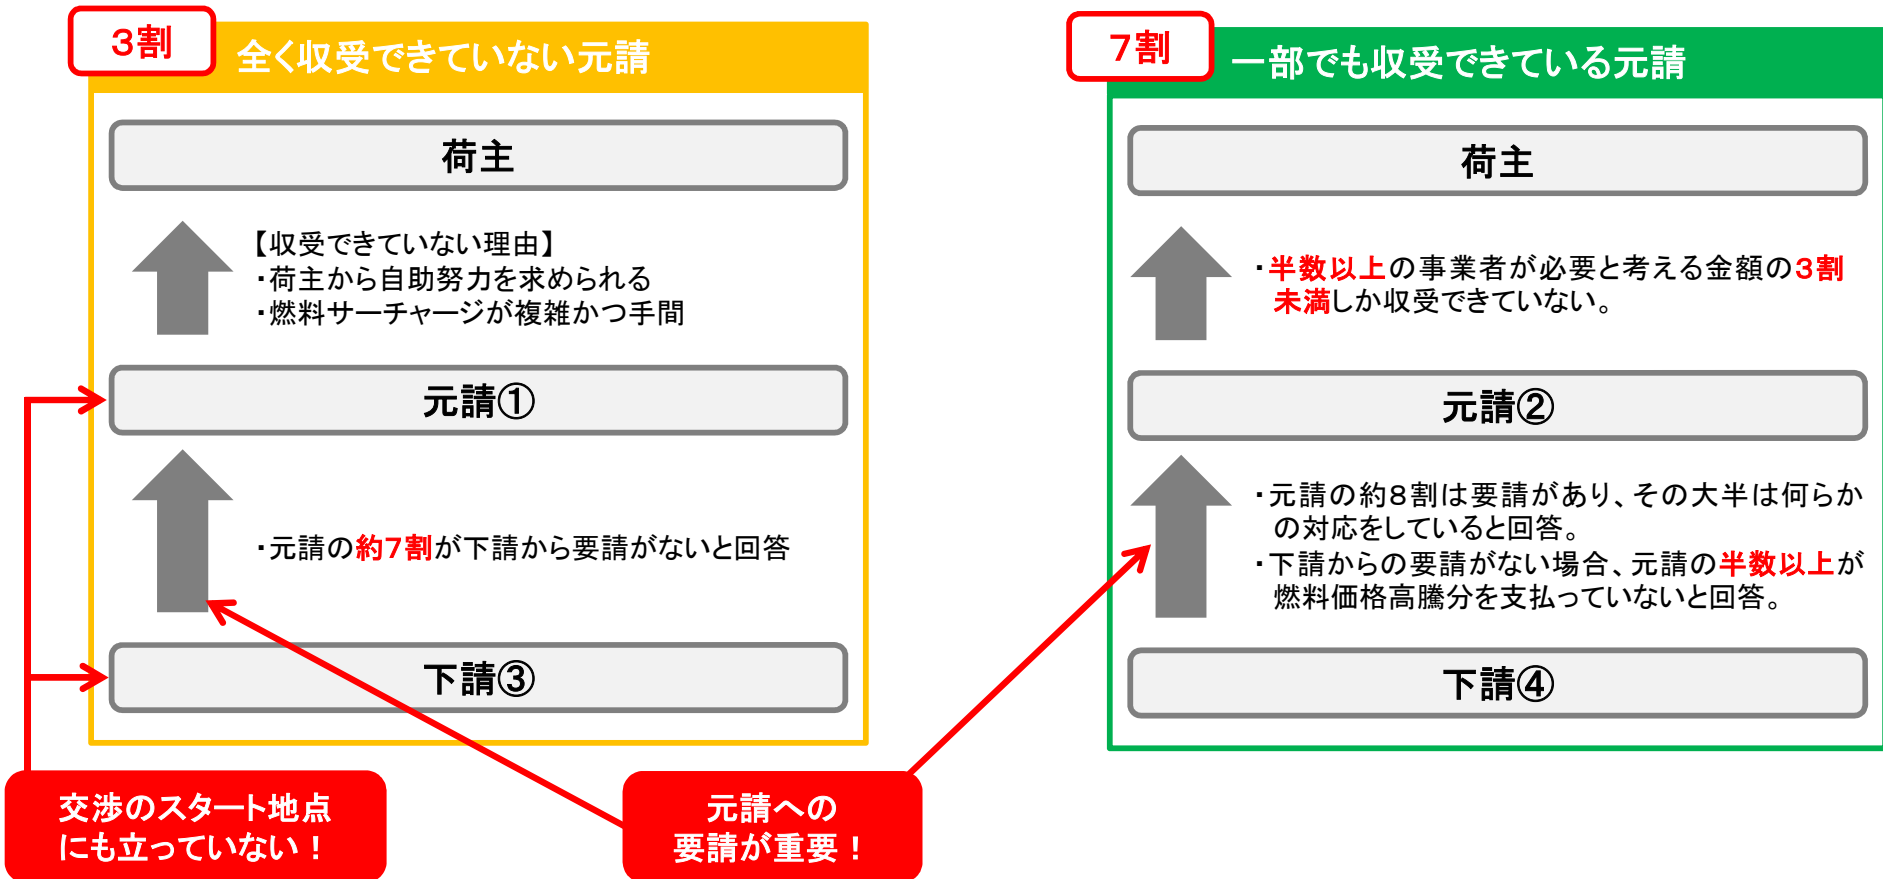 3割
全く収受できていない元請
荷主
【収受できていない理由】
・荷主から自助努力を求められる
・燃料サーチャージが複雑かつ手間
元請①
・元請の約7割が下請から要請がないと回答
下請③
交渉のスタート地点
にも立っていない！
元請への
要請が重要！
7割
一部でも収受できている元請
荷主
・半数以上の事業者が必要と考える金額の3割
未満しか収受できていない。
元請②
・元請の約8割は要請があり、その大半は何らか
の対応をしていると回答。
・下請からの要請がない場合、元請の半数以上が
燃料価格高騰分を支払っていないと回答。
下請④